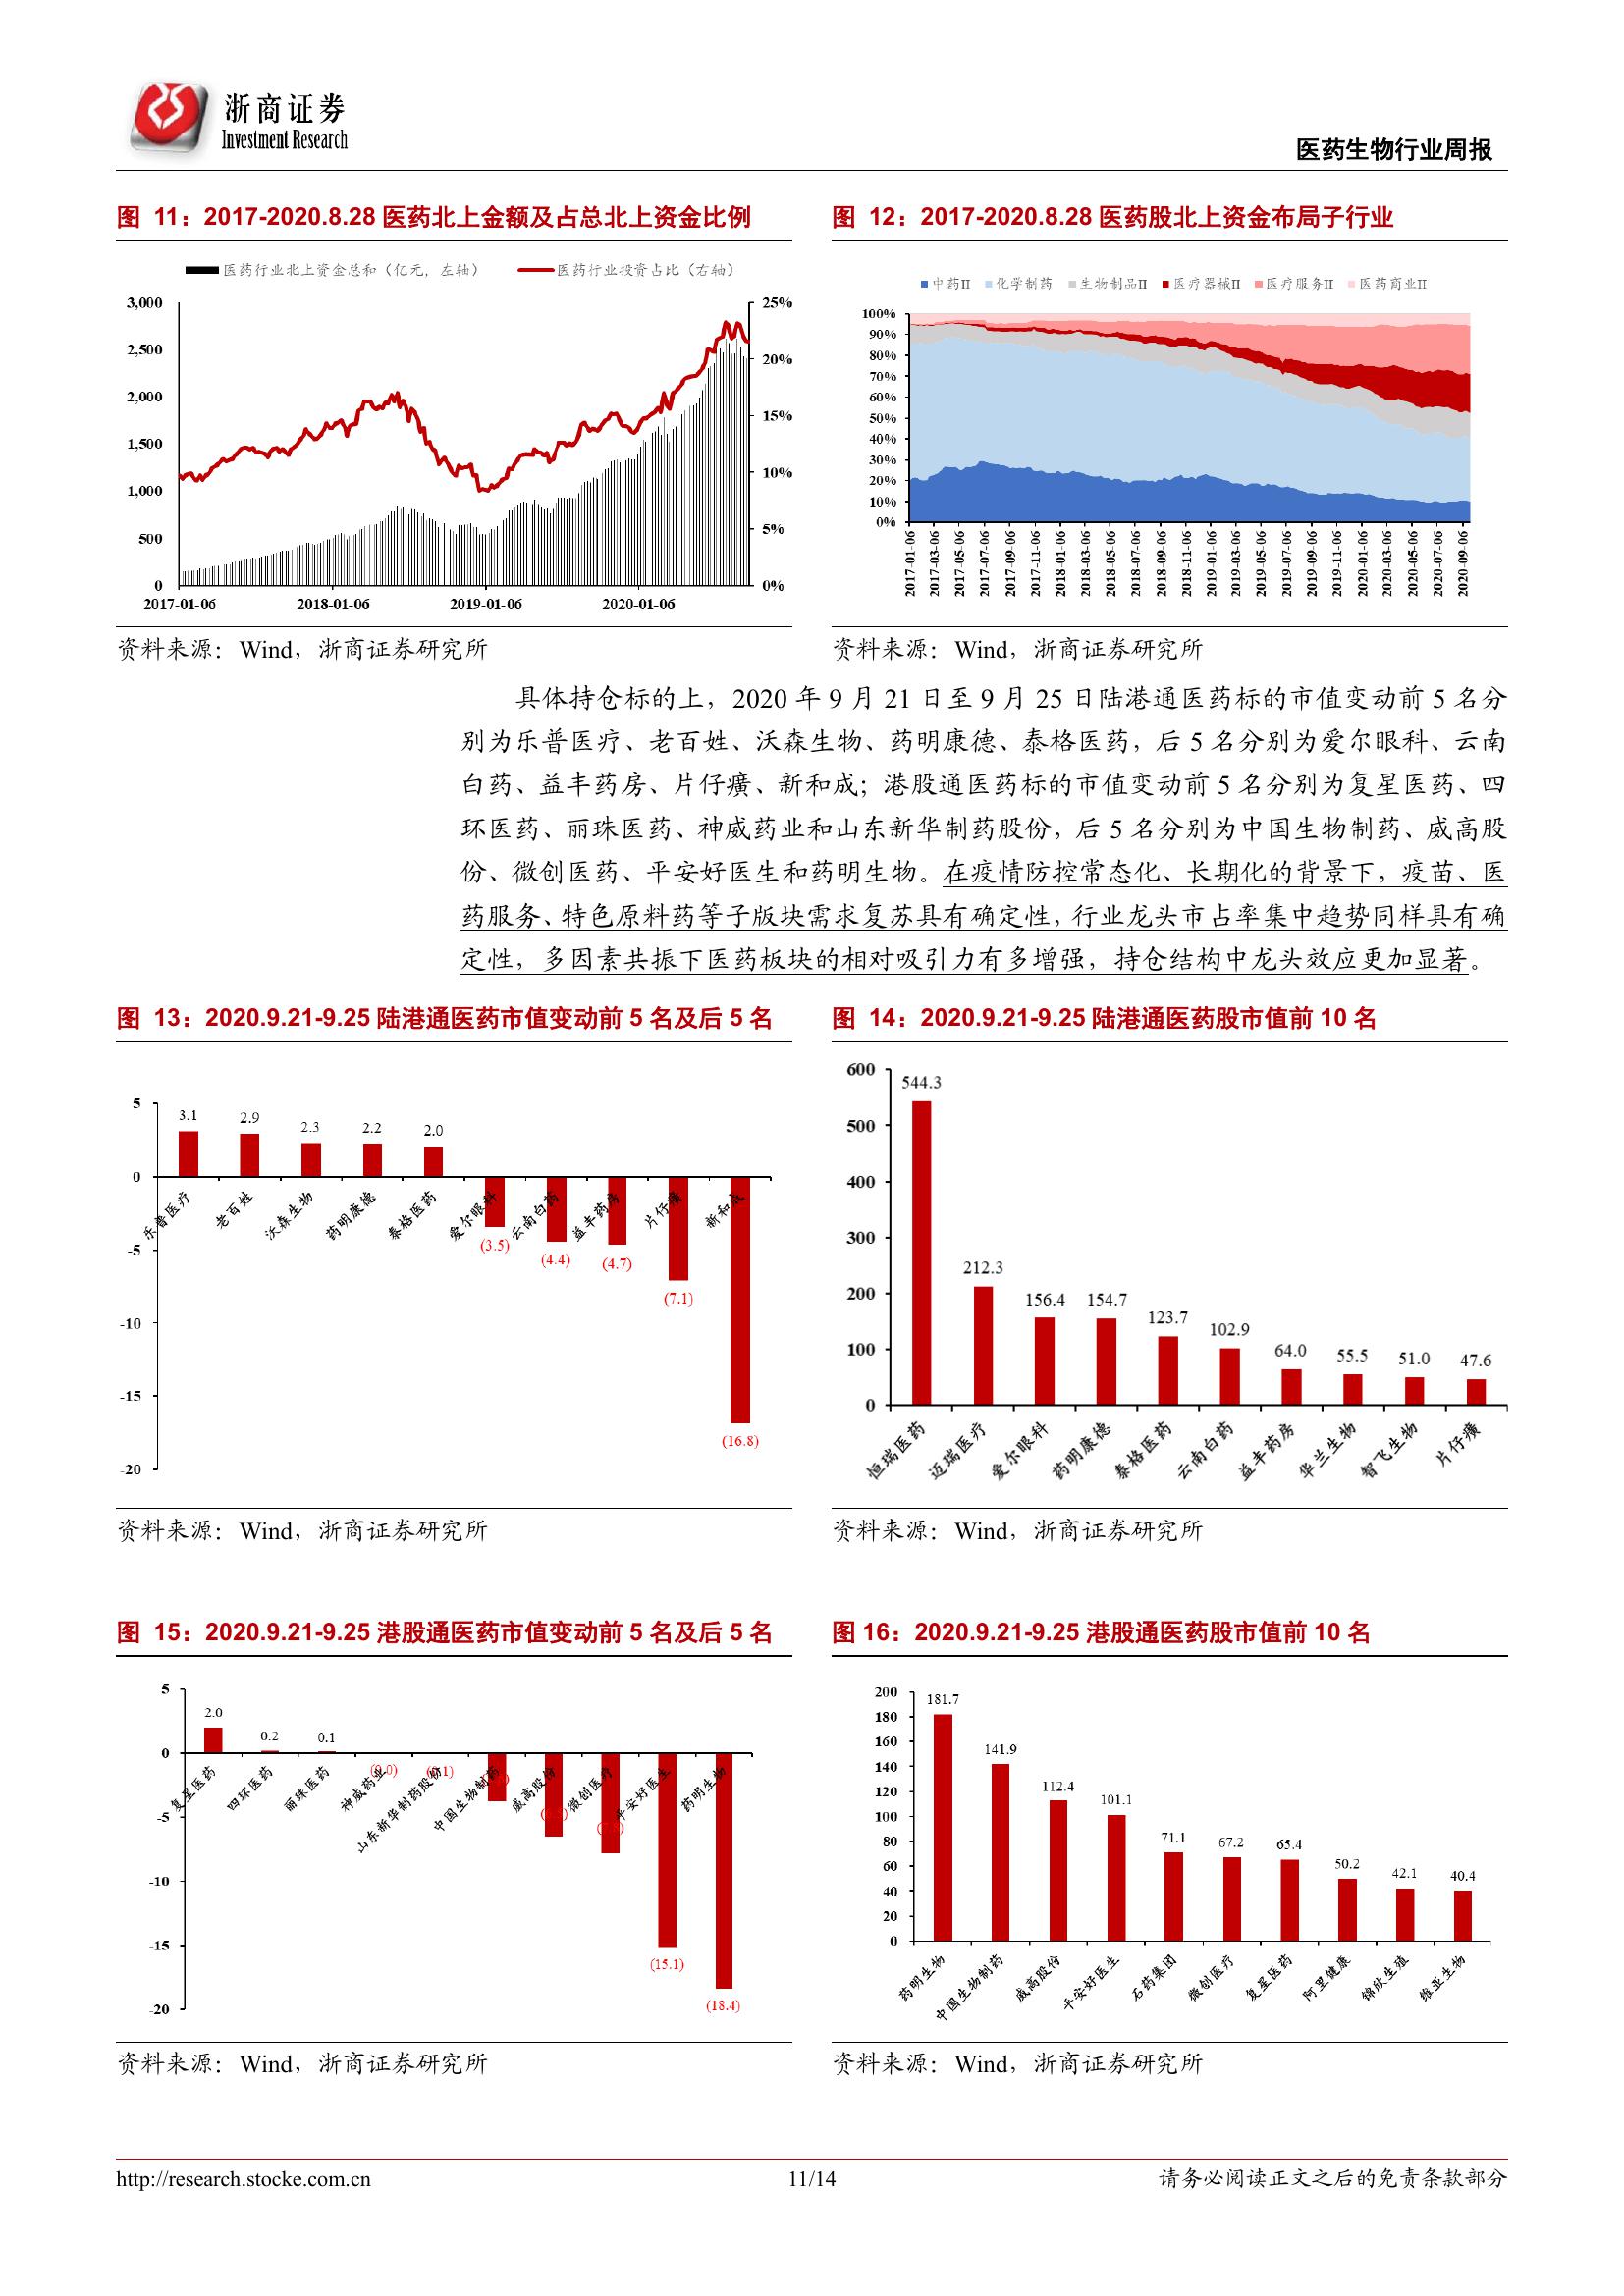 浙商证券
Investment Research
医药生物行业周报
图 11：2017-2020.8.28 医药北上金额及占总北上资金比例
医药行业北上资金总和（亿元，左轴）
医药行业投资占比（右轴）
3,000
2,500
2,000
1,500
1,000
500
0
25%
20%
15%
10%
5%
0%
2017-01-06
2018-01-06
2019-01-06
2020-01-06
资料来源：Wind，浙商证券研究所
图 12：2017-2020.8.28 医药股北上资金布局子行业
中药II 化学制药 生物制品II 医疗器械II 医疗服务II 医药商业II
100%
90%
80%
70%
60%
50%
40%
30%
20%
10%
0%
2017-01-06
2017-03-06
2017-05-06
2017-07-06
2017-09-06
2017-11-06
2018-01-06
2018-03-06
2018-05-06
2018-07-06
2018-09-06
2018-11-06
2019-01-06
2019-03-06
2019-05-06
2019-07-06
2019-09-06
2019-11-06
2020-01-06
2020-03-06
2020-05-06
2020-07-06
2020-09-06
资料来源：Wind，浙商证券研究所
具体持仓标的上，2020 年 9 月 21 日至 9 月 25 日陆港通医药标的市值变动前 5 名分
别为乐普医疗、老百姓、沃森生物、药明康德、泰格医药，后 5 名分别为爱尔眼科、云南
白药、益丰药房、片仔癀、新和成；港股通医药标的市值变动前 5 名分别为复星医药、四
环医药、丽珠医药、神威药业和山东新华制药股份，后 5 名分别为中国生物制药、威高股
份、微创医药、平安好医生和药明生物。在疫情防控常态化、长期化的背景下，疫苗、医
药服务、特色原料药等子版块需求复苏具有确定性，行业龙头市占率集中趋势同样具有确
定性，多因素共振下医药板块的相对吸引力有多增强，持仓结构中龙头效应更加显著。
图 13：2020.9.21-9.25 陆港通医药市值变动前 5 名及后 5 名
5
0
-5
-10
-15
-20
3.1
2.9
2.3
2.2
2.0
(3.5)
(4.4)
(4.7)
(7.1)
(16.8)
乐普医疗
老百姓
沃森生物
药明康德
泰格医药
爱尔眼科
云南白药
益丰药房
片仔癀
新和成
资料来源：Wind，浙商证券研究所
图 14：2020.9.21-9.25 陆港通医药股市值前 10 名
600
500
400
300
200
100
0
544.3
212.3
156.4
154.7
123.7
102.9
64.0
55.5
51.0
47.6
恒瑞医药
迈瑞医疗
爱尔眼科
药明康德
泰格医药
云南白药
益丰药房
华兰生物
智飞生物
片仔癀
资料来源：Wind，浙商证券研究所
图 15：2020.9.21-9.25 港股通医药市值变动前 5 名及后 5 名
5
0
-5
-10
-15
-20
2.0
0.2
0.1
(0.0)
(0.1)
(15.1)
(18.4)
复星医药
四环医药
丽珠医药
神威药业
山东新华制药股份
中国生物制药
威高股份
微创医疗
平安好医生
药明生物
资料来源：Wind，浙商证券研究所
图 16：2020.9.21-9.25 港股通医药股市值前 10 名
200
180
160
140
120
100
80
60
40
20
0
181.7
141.9
112.4
101.1
71.1
67.2
65.4
50.2
42.1
40.4
药明生物
中国生物制药
威高股份
平安好医生
石药集团
微创医疗
复星医药
阿里健康
锦欣生殖
维亚生物
资料来源：Wind，浙商证券研究所
http://research.stocke.com.cn
11/14
请务必阅读正文之后的免责条款部分